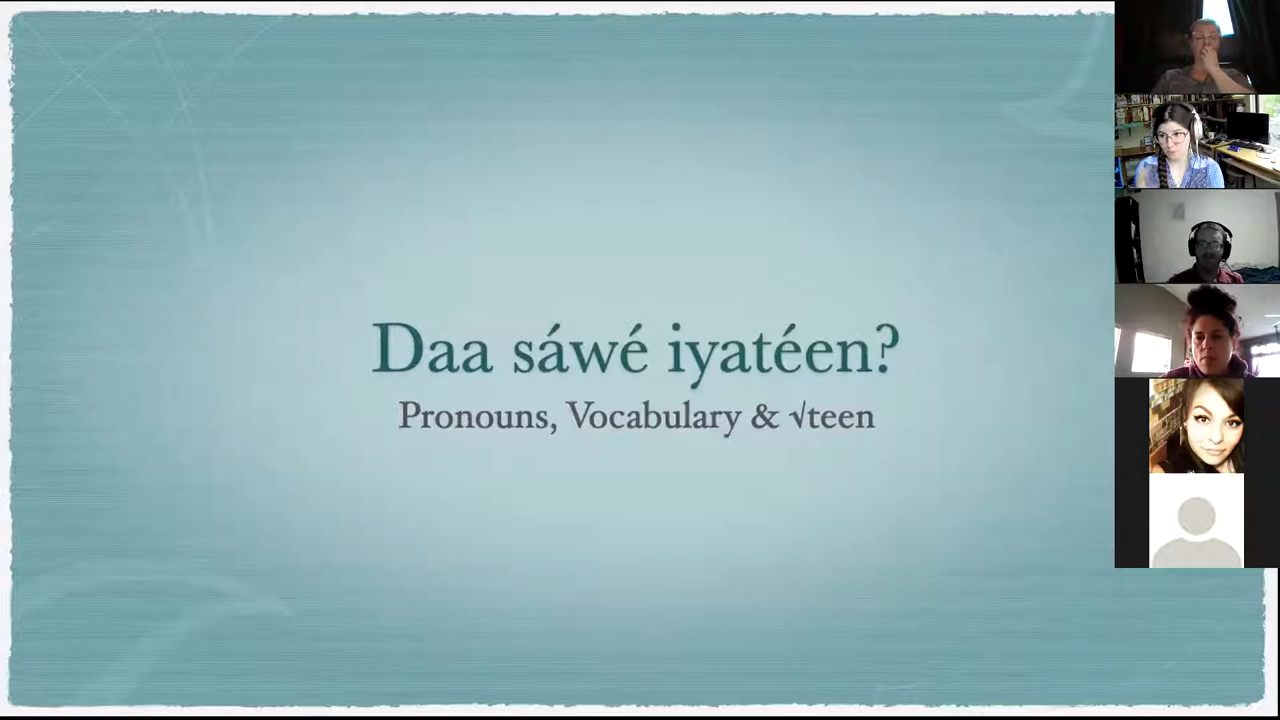 Daa sáwé iyatéen?
Pronouns, Vocabulary & √teen